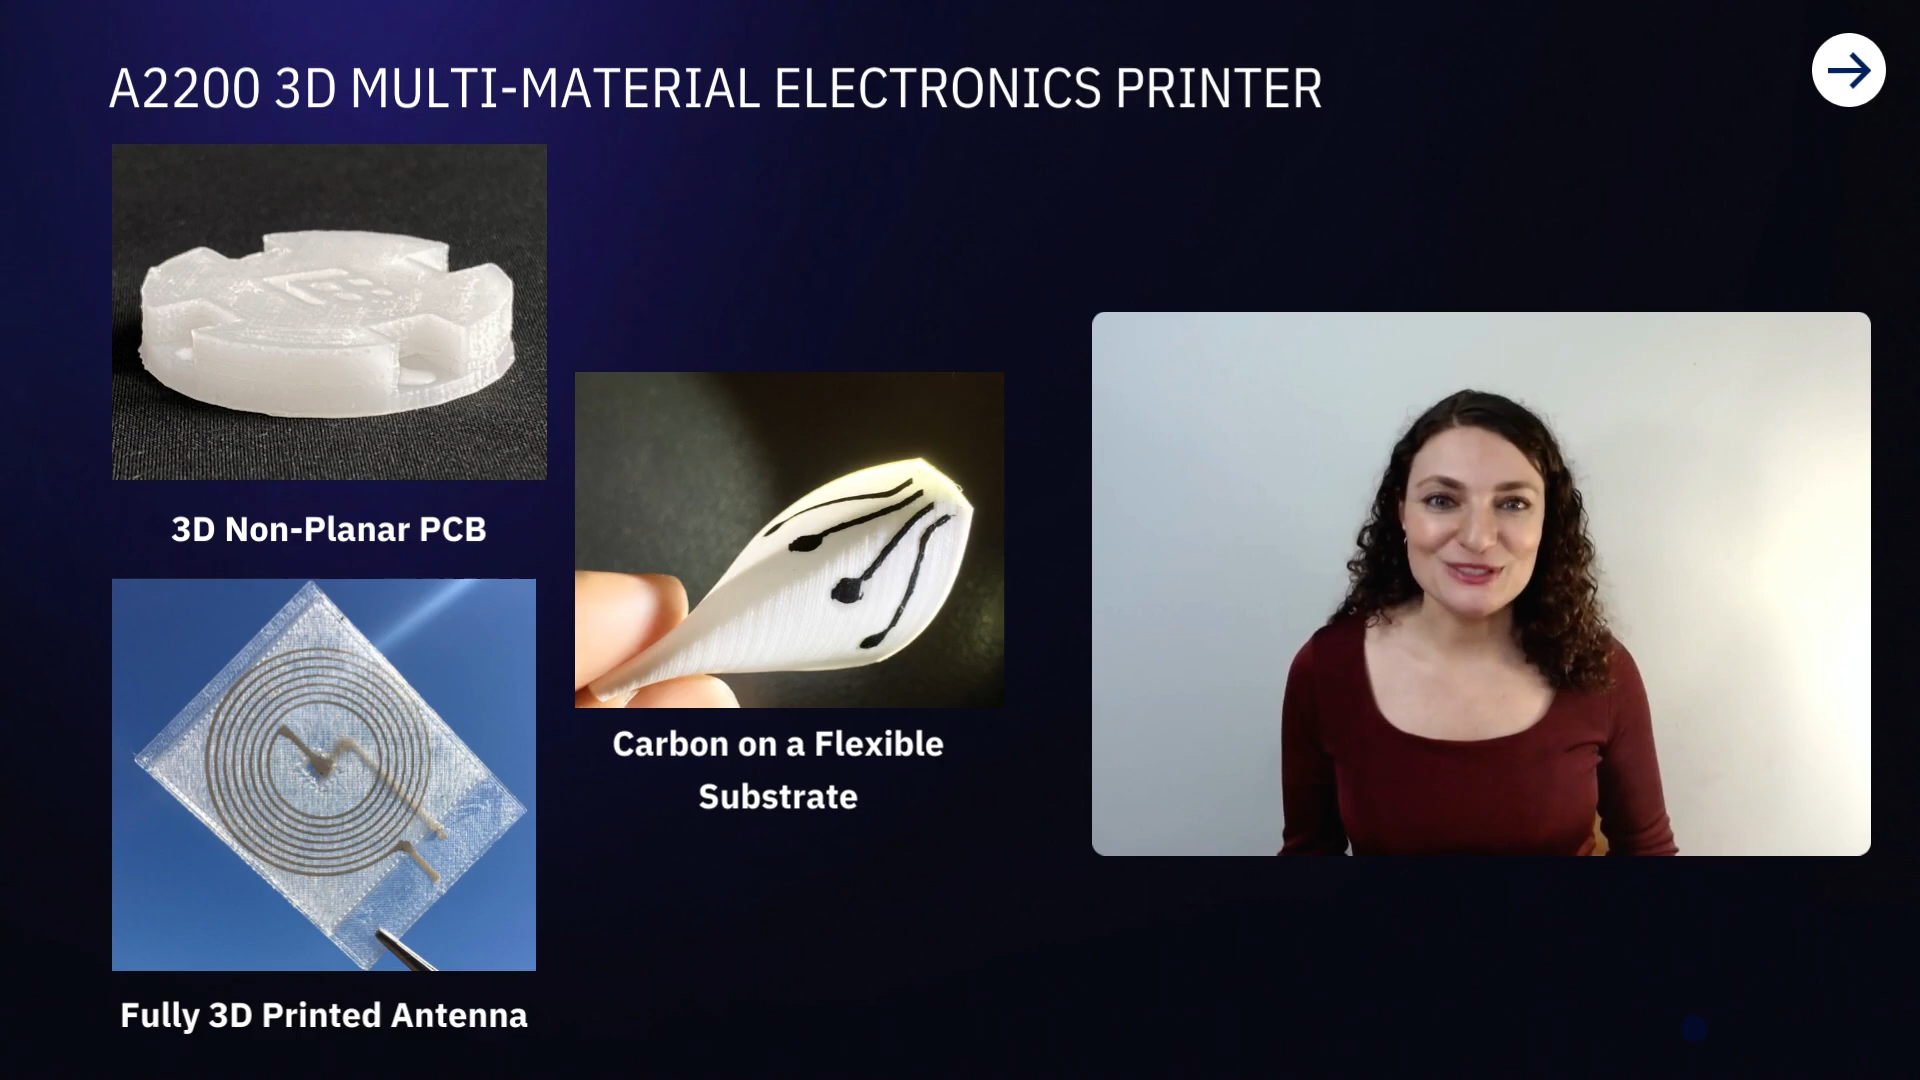 A2200 3D MULTI-MATERIAL ELECTRONICS PRINTER
3D Non-Planar PCB
Carbon on a Flexible
Substrate
Fully 3D Printed Antenna